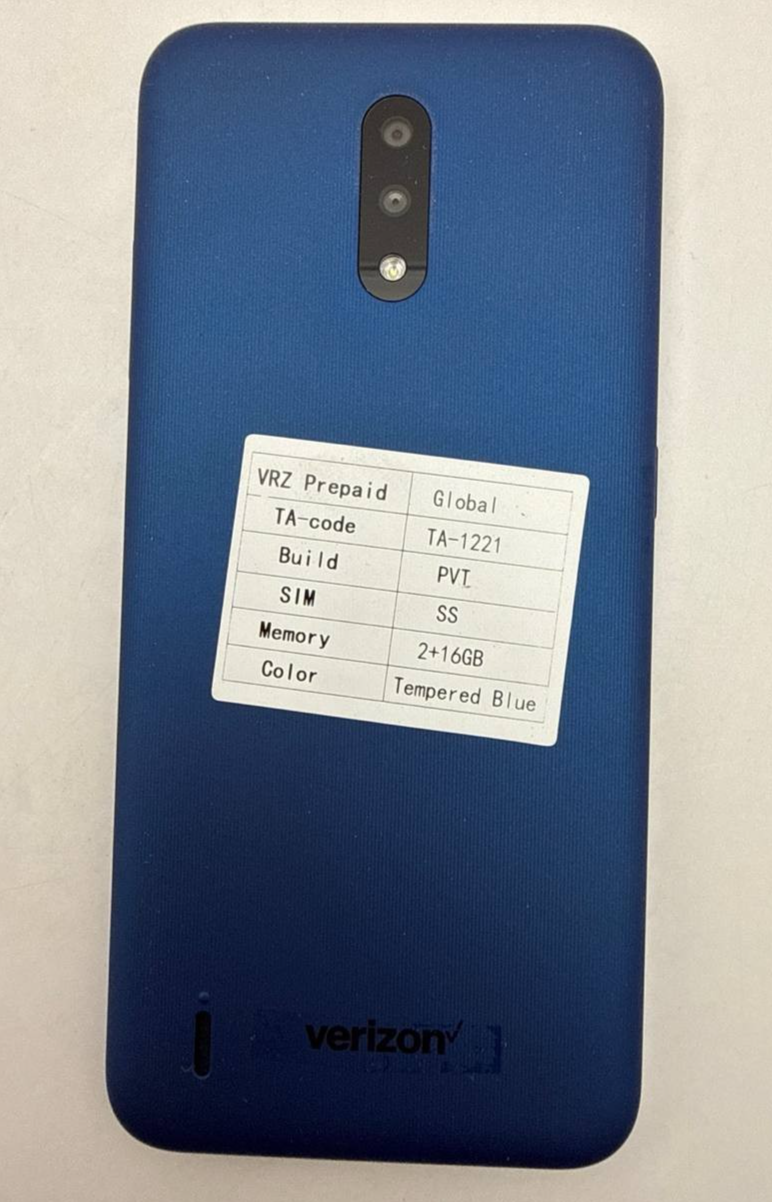 VRZ Prepaid Global
TA-code TA-1221
Build PVT
SIM SS
Memory 2+16GB
Color Tempered Blue
verizon✓